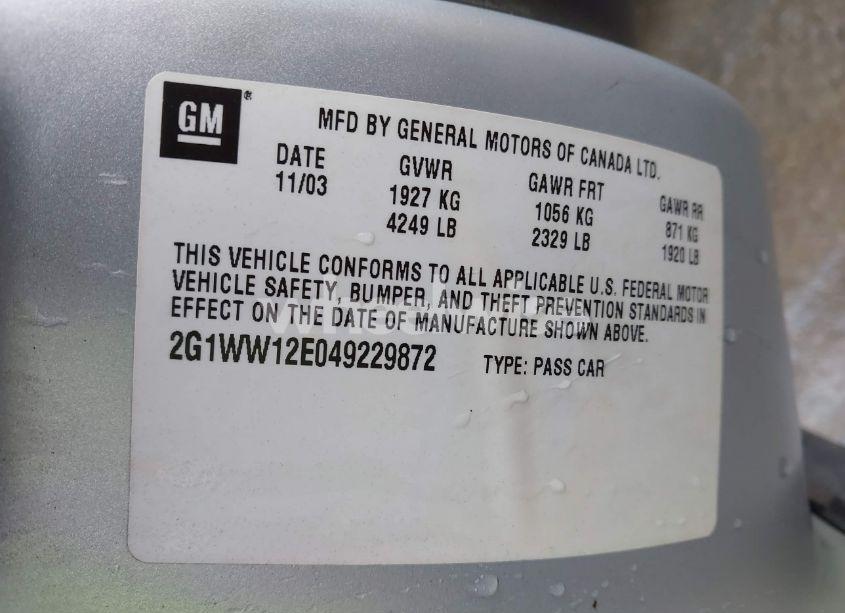 GM ®
MFD BY GENERAL MOTORS OF CANADA LTD.
DATE GVWR GAWR FRT GAWR RR
11/03 1927 KG 1056 KG 871 KG
4249 LB 2329 LB 1920 LB
THIS VEHICLE CONFORMS TO ALL APPLICABLE U.S. FEDERAL MOTOR
VEHICLE SAFETY, BUMPER, AND THEFT PREVENTION STANDARDS IN
EFFECT ON THE DATE OF MANUFACTURE SHOWN ABOVE.
2G1WW12E049229872 TYPE: PASS CAR